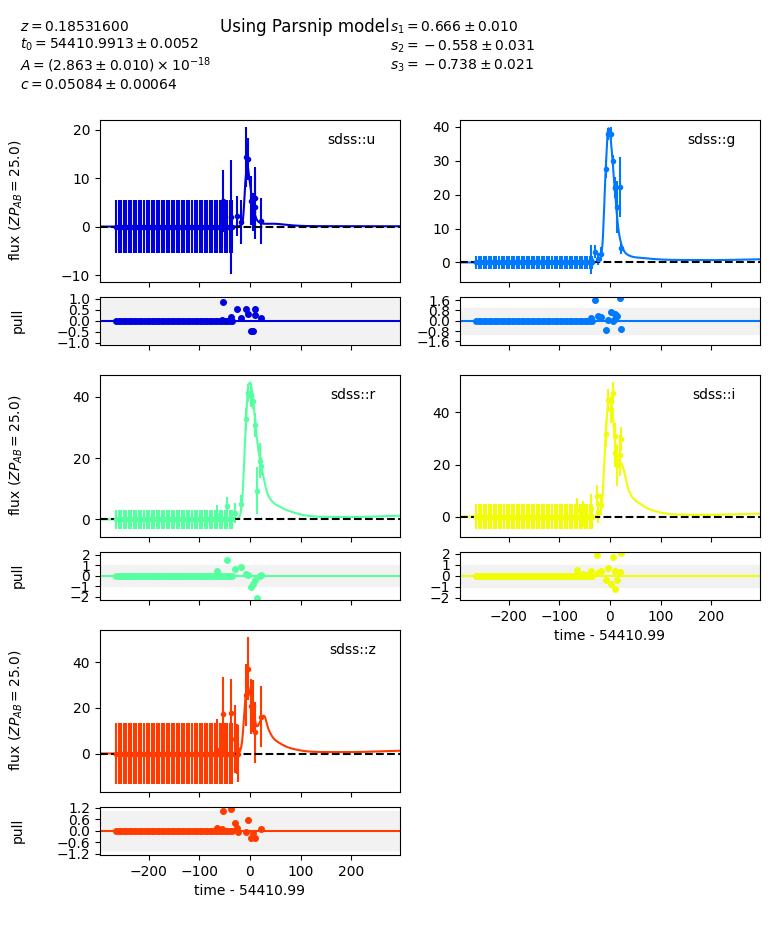 Using Parsnip model
z = 0.18531600
t₀ = 54410.9913 ± 0.0052
A = (2.863 ± 0.010) × 10⁻¹⁸
c = 0.05084 ± 0.00064
s₁ = 0.666 ± 0.010
s₂ = −0.558 ± 0.031
s₃ = −0.738 ± 0.021
flux (ZP_AB = 25.0)
20
10
0
−10
sdss::u
40
30
20
10
0
sdss::g
pull
1.0
0.5
0.0
−0.5
−1.0
1.6
0.8
0.0
−0.8
−1.6
flux (ZP_AB = 25.0)
40
20
0
sdss::r
40
20
0
sdss::i
pull
2
1
0
−1
−2
2
1
0
−1
−2
−200 −100 0 100 200
time - 54410.99
flux (ZP_AB = 25.0)
40
20
0
sdss::z
pull
1.2
0.6
0.0
−0.6
−1.2
−200 −100 0 100 200
time - 54410.99